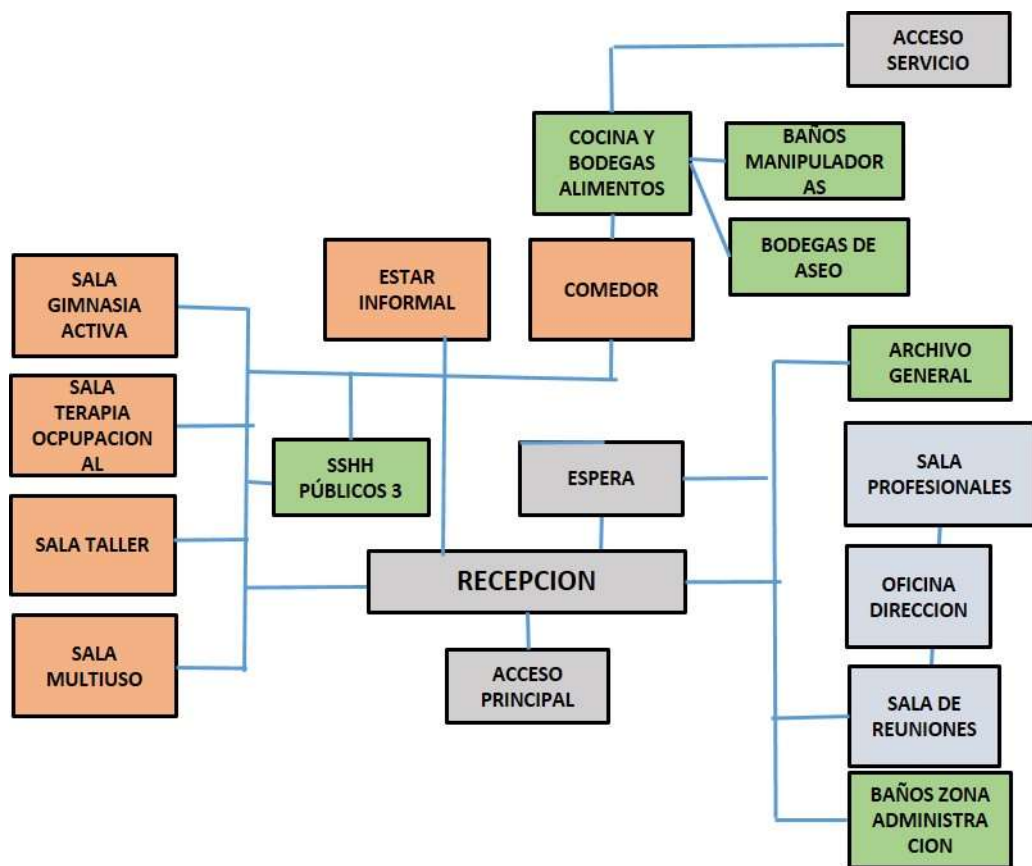 ACCESO
SERVICIO
COCINA Y
BODEGAS
ALIMENTOS
BAÑOS
MANIPULADOR
AS
BODEGAS DE
ASEO
SALA
GIMNASIA
ACTIVA
ESTAR
INFORMAL
COMEDOR
ARCHIVO
GENERAL
SALA
TERAPIA
OCPUPACION
AL
SSHH
PÚBLICOS 3
ESPERA
SALA
PROFESIONALES
SALA TALLER
RECEPCION
OFICINA
DIRECCION
SALA
MULTIUSO
ACCESO
PRINCIPAL
SALA DE
REUNIONES
BAÑOS ZONA
ADMINISTRA
CION